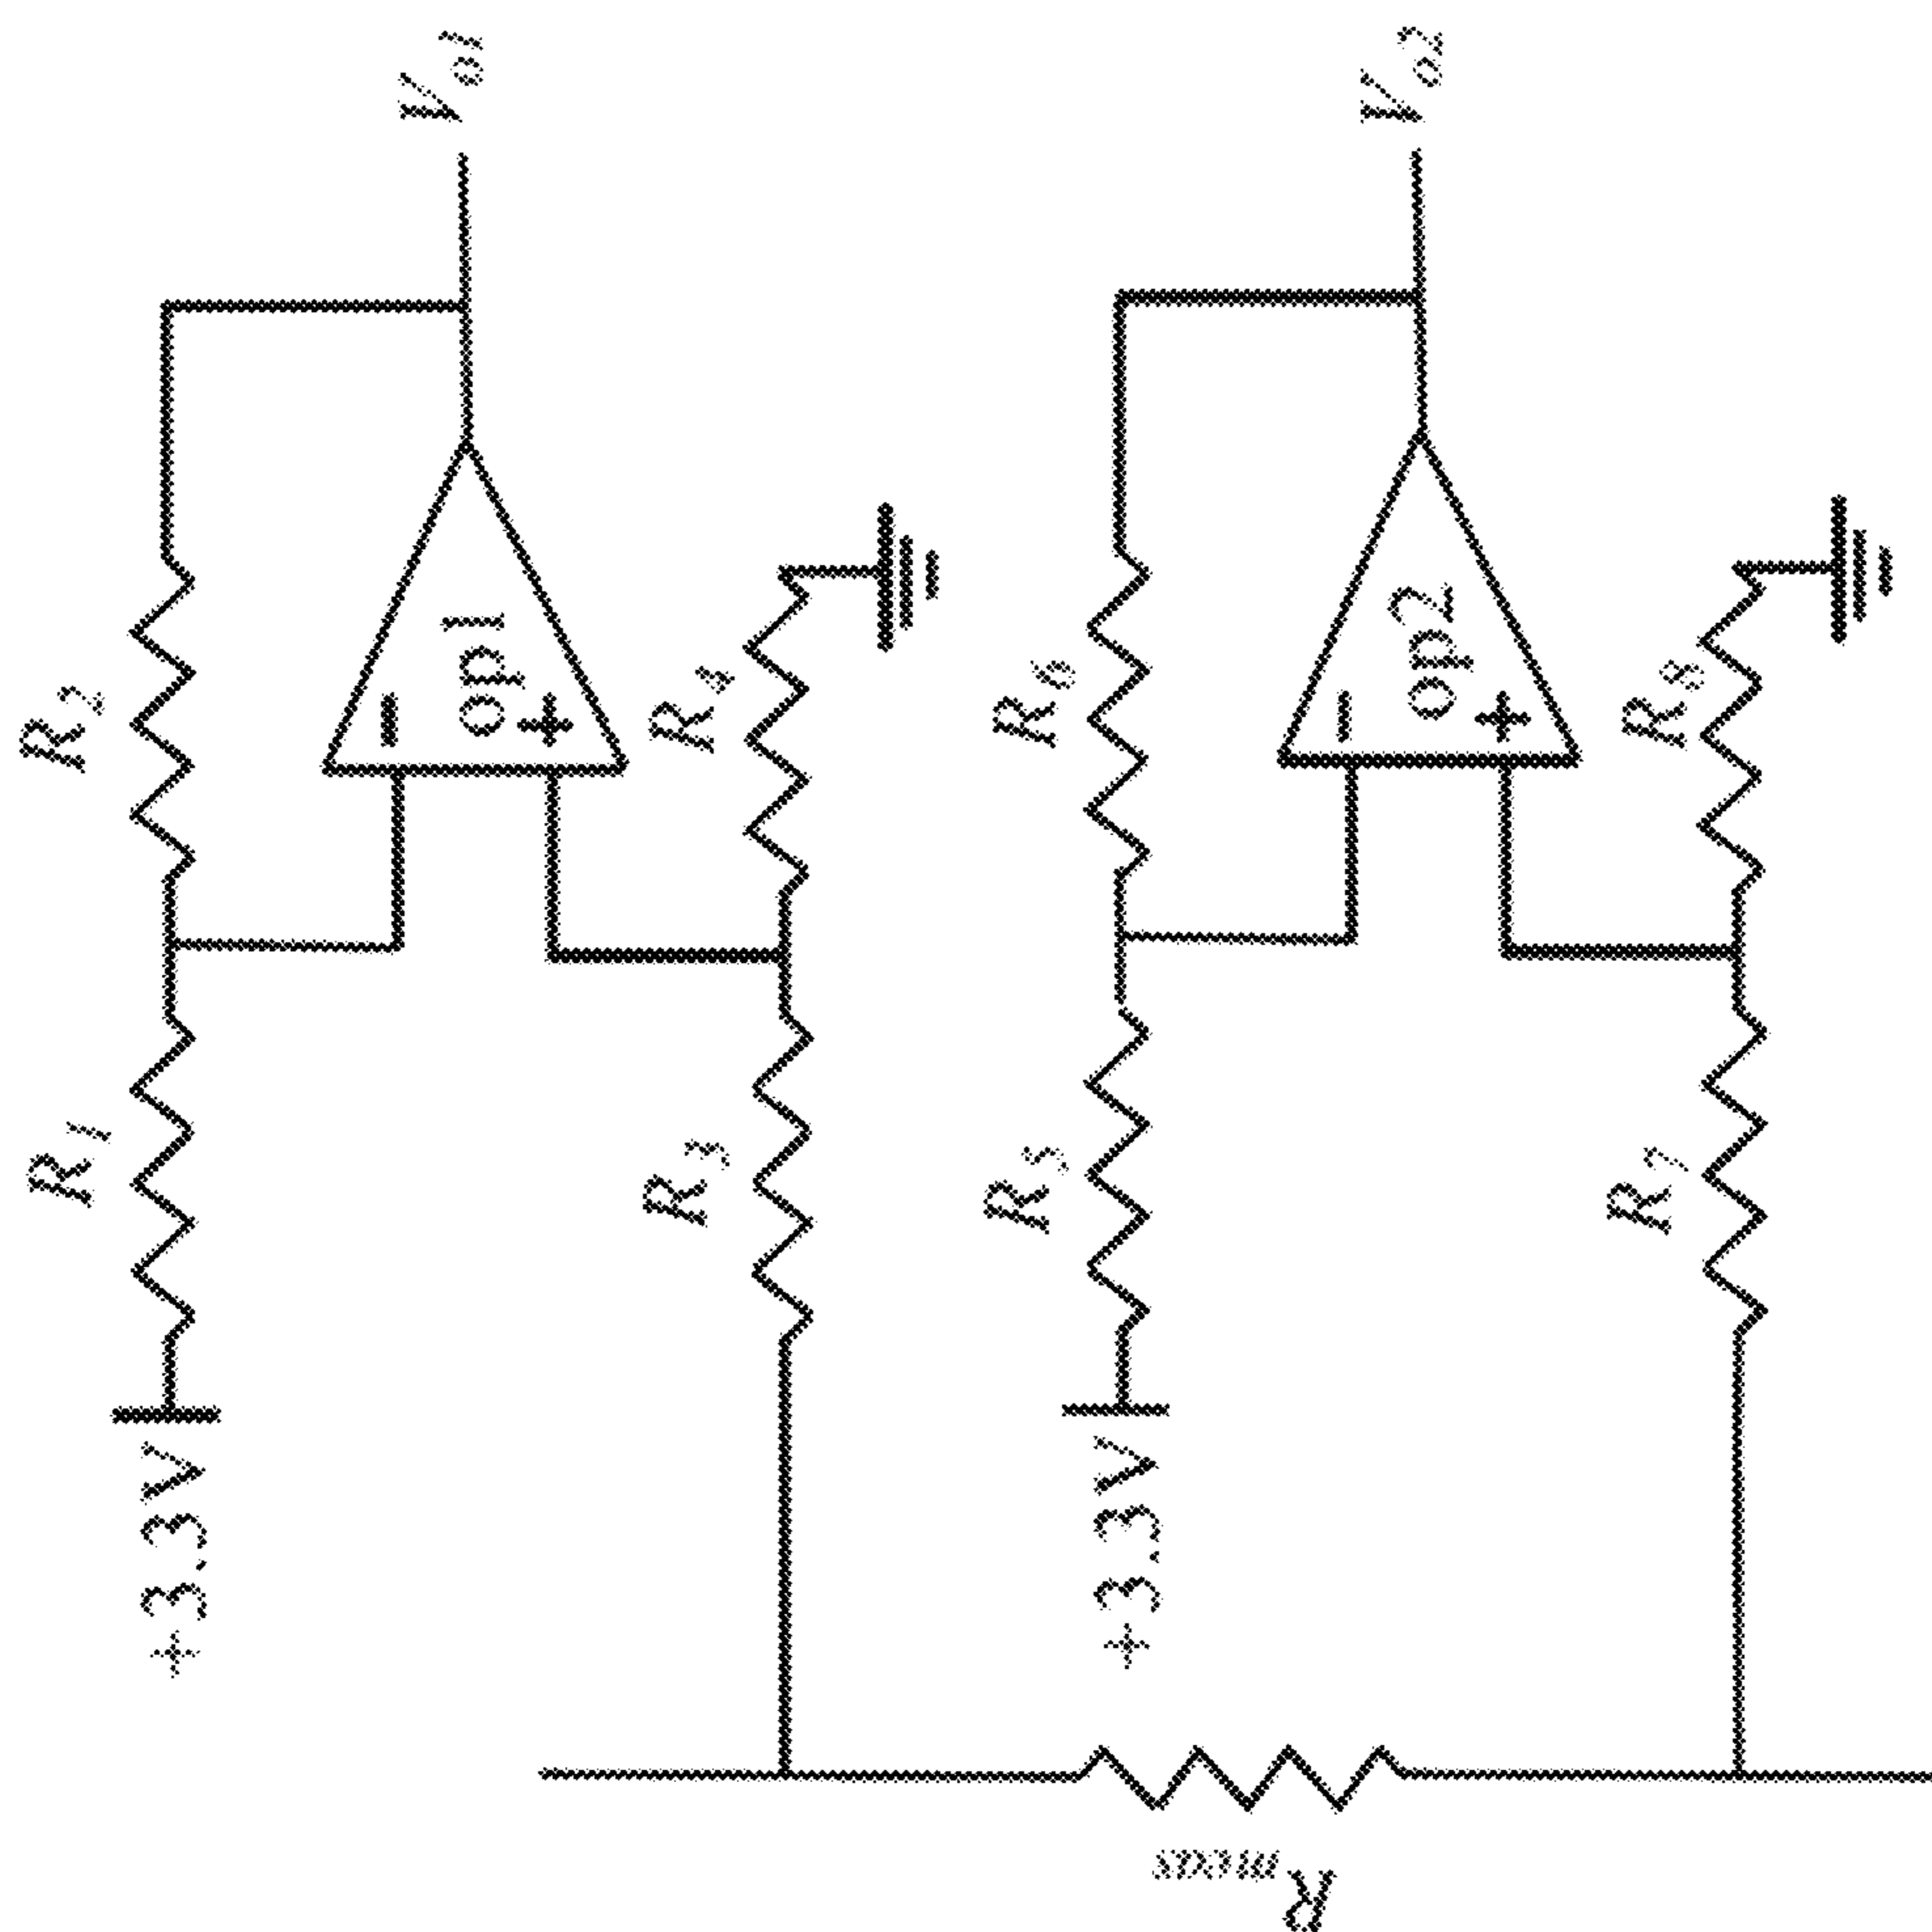 R1
R2
+3.3V
−
op1
+
Vo1
R3
R4
R5
R6
+3.3V
Rmeas
−
op2
+
Vo2
R7
R8